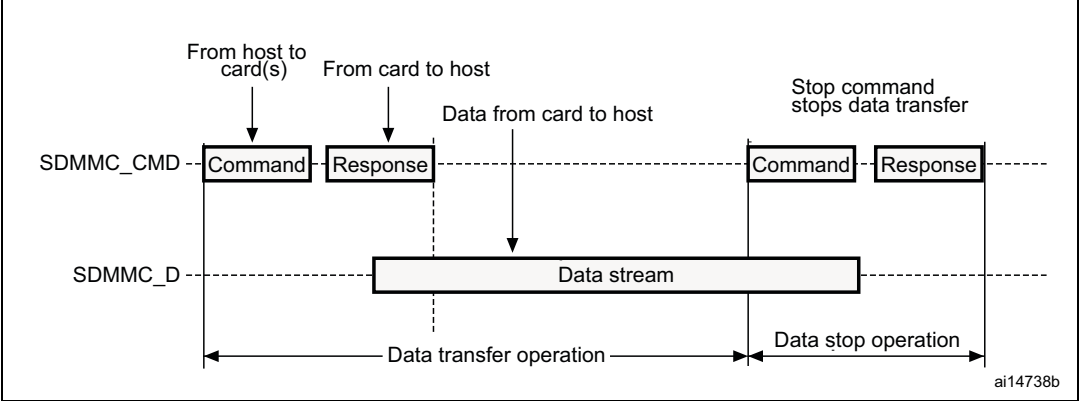 From host to
card(s)
From card to host
Data from card to host
Stop command
stops data transfer
SDMMC_CMD
Command
Response
Command
Response
SDMMC_D
Data stream
Data transfer operation
Data stop operation
ai14738b